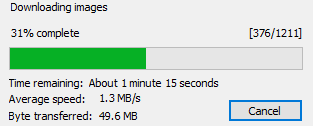 Downloading images
31% complete [376/1211]
Time remaining: About 1 minute 15 seconds
Average speed: 1.3 MB/s
Byte transferred: 49.6 MB
Cancel